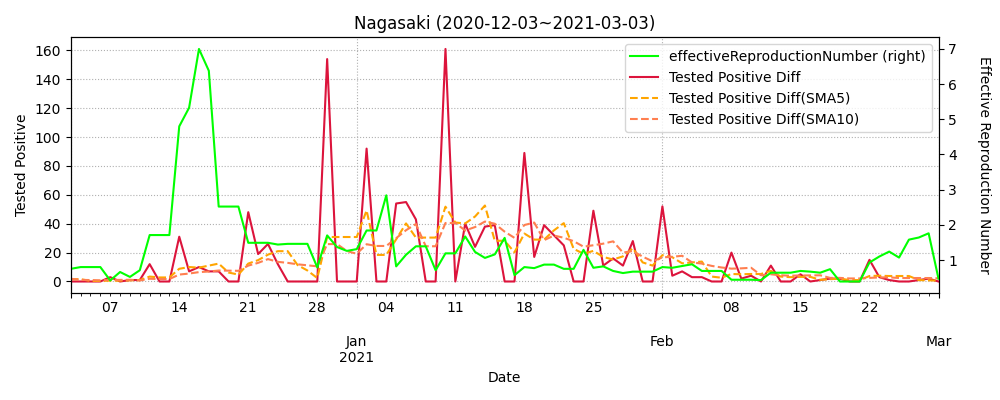 Nagasaki (2020-12-03~2021-03-03)
effectiveReproductionNumber (right)
Tested Positive Diff
Tested Positive Diff(SMA5)
Tested Positive Diff(SMA10)
Tested Positive
160
140
120
100
80
60
40
20
0
7
6
5
4
3
2
1
Effective Reproduction Number
07 14 21 28 04 11 18 25 08 15 22
Jan Feb Mar
2021
Date